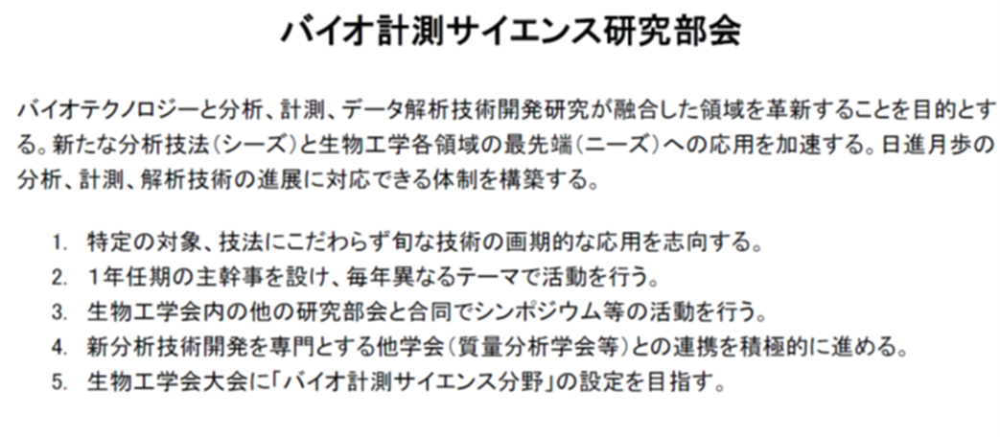 バイオ計測サイエンス研究部会
バイオテクノロジーと分析、計測、データ解析技術開発研究が融合した領域を革新することを目的とす
る。新たな分析技法(シーズ)と生物工学各領域の最先端(ニーズ)への応用を加速する。日進月歩の
分析、計測、解析技術の進展に対応できる体制を構築する。
1. 特定の対象、技法にこだわらず旬な技術の画期的な応用を志向する。
2. 1年任期の主幹事を設け、毎年異なるテーマで活動を行う。
3. 生物工学会内の他の研究部会と合同でシンポジウム等の活動を行う。
4. 新分析技術開発を専門とする他学会(質量分析学会等)との連携を積極的に進める。
5. 生物工学会大会に「バイオ計測サイエンス分野」の設定を目指す。